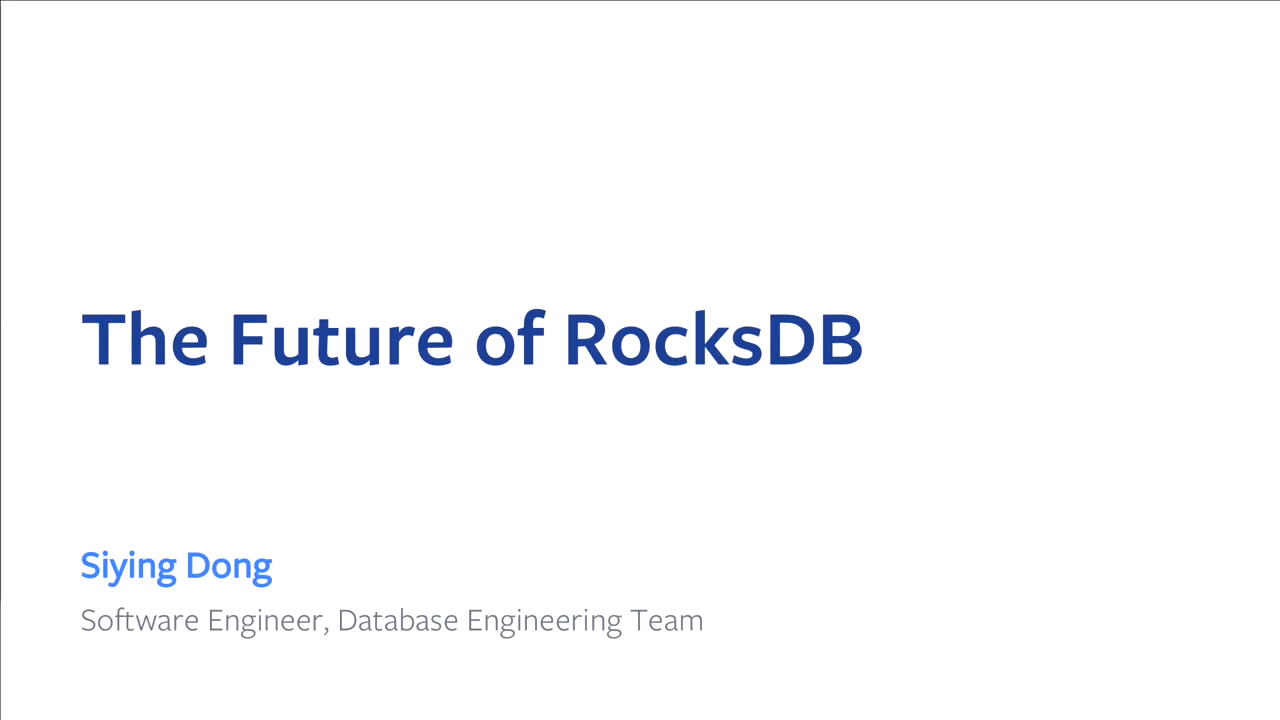 The Future of RocksDB
Siying Dong
Software Engineer, Database Engineering Team